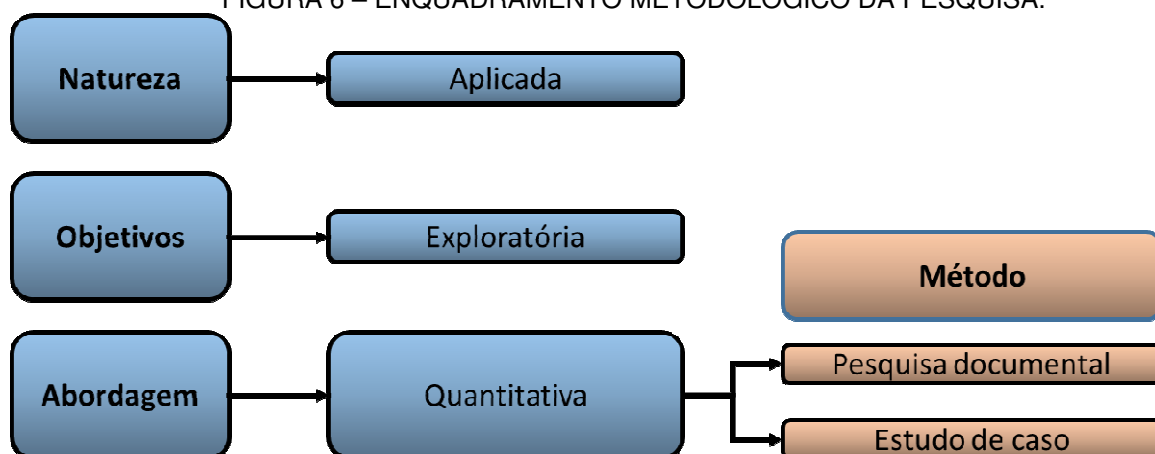 FIGURA 6 – ENQUADRAMENTO METODOLÓGICO DA PESQUISA.
Natureza
Aplicada
Objetivos
Exploratória
Método
Abordagem
Quantitativa
Pesquisa documental
Estudo de caso